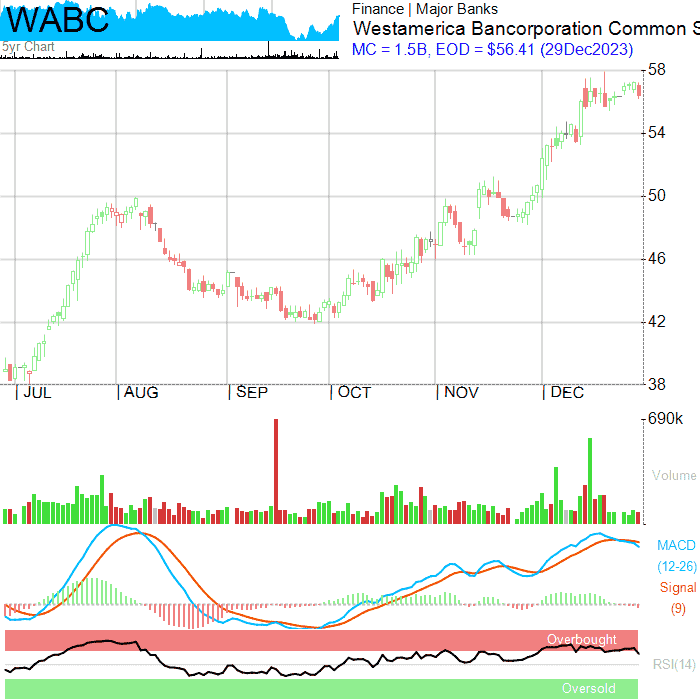 WABC
5yr Chart
Finance | Major Banks
Westamerica Bancorporation Common S
MC = 1.5B, EOD = $56.41 (29Dec2023)
58
54
50
46
42
38
JUL AUG SEP OCT NOV DEC
690k
Volume
MACD
(12-26)
Signal
(9)
Overbought
RSI(14)
Oversold